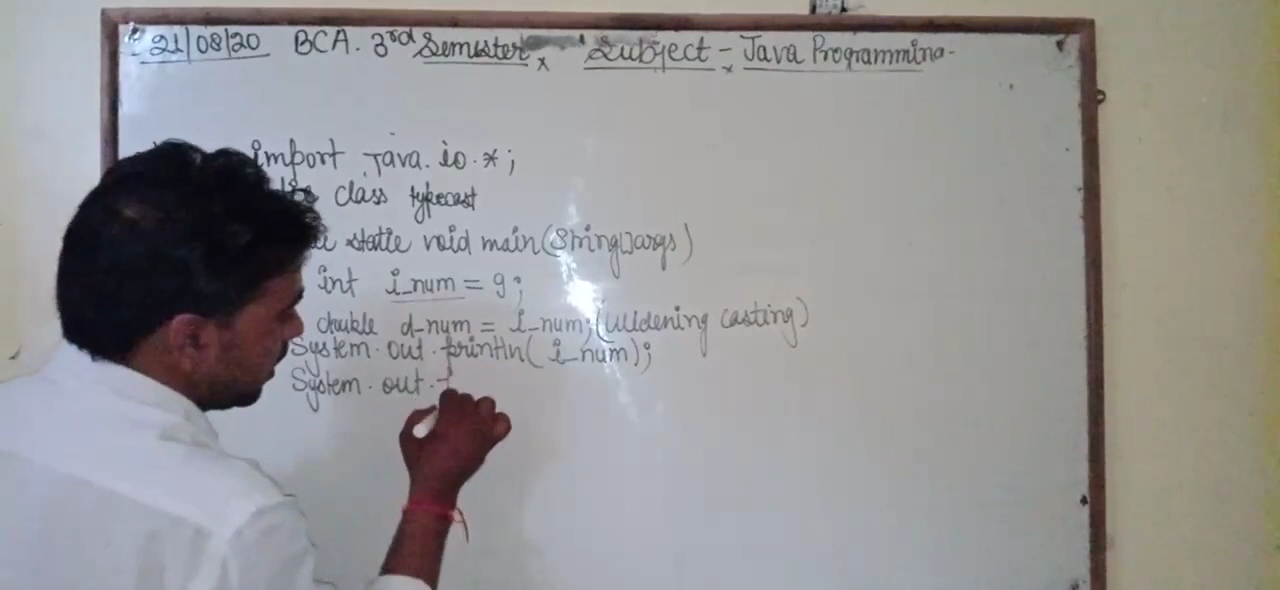 21/08/20 BCA. 3rd Semester × Subject - Java Programming
import Java.io.*;
class typecast
static void main(String[]args)
int i_num = 9;
double d_num = i_num; (Widening casting)
System.out.println( i_num);
System.out.